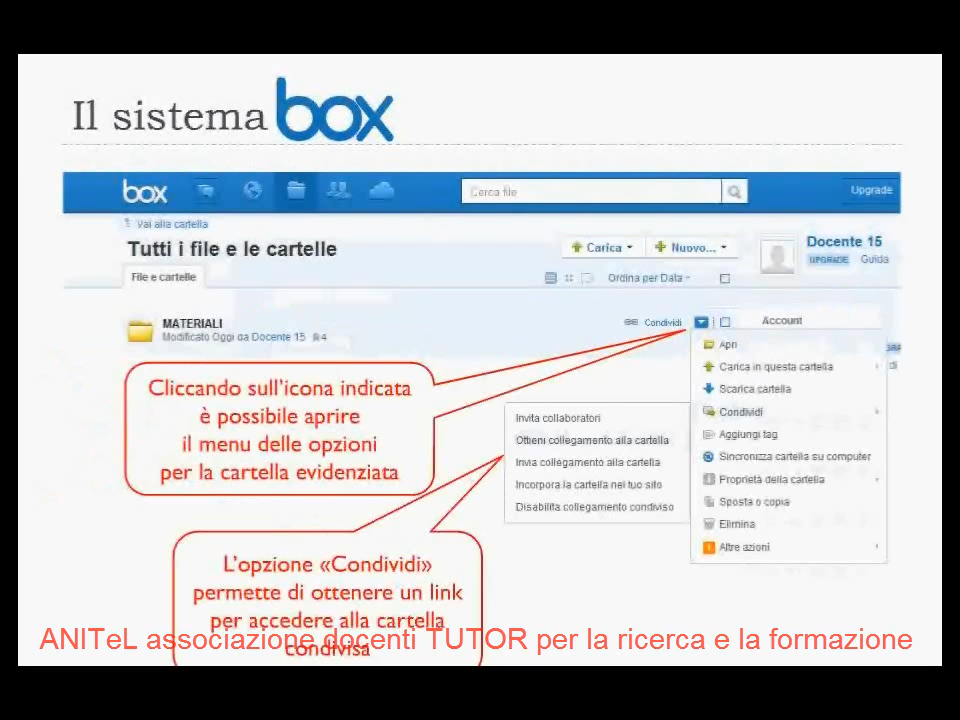 Il sistema box
box
Cerca file
Upgrade
Vai alla cartella
Tutti i file e le cartelle
Carica
Nuovo...
Docente 15
UPGRADE Guida
File e cartelle
Ordina per Data
MATERIALI
Modificato Oggi da Docente 15 4
Condividi
Account
Apri
Carica in questa cartella
Scarica cartella
Condividi
Aggiungi tag
Sincronizza cartella su computer
Proprietà della cartella
Sposta o copia
Elimina
Altre azioni
Invita collaboratori
Ottieni collegamento alla cartella
Invia collegamento alla cartella
Incorpora la cartella nel tuo sito
Disabilita collegamento condiviso
Cliccando sull'icona indicata
è possibile aprire
il menu delle opzioni
per la cartella evidenziata
L'opzione «Condividi»
permette di ottenere un link
per accedere alla cartella
condivisa
ANITeL associazione docenti TUTOR per la ricerca e la formazione